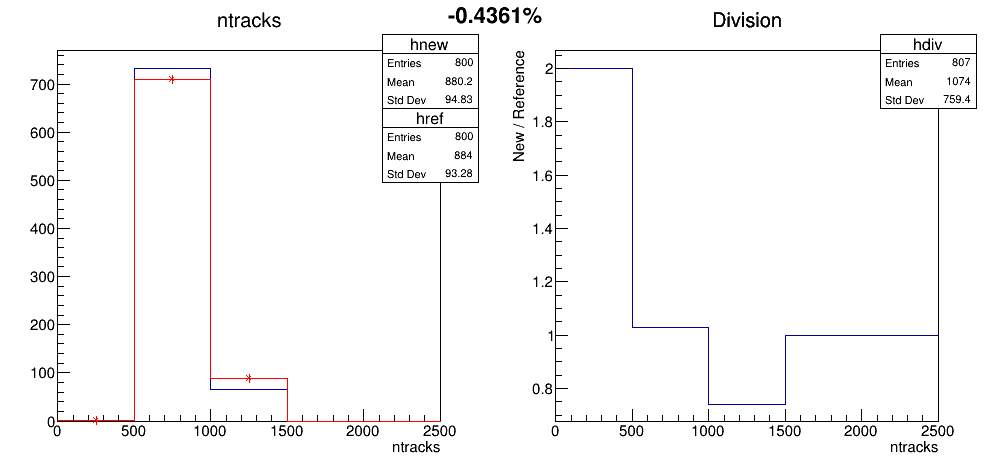 -0.4361%
ntracks
hnew
Entries 800
Mean 880.2
Std Dev 94.83
href
Entries 800
Mean 884
Std Dev 93.28
700
600
500
400
300
200
100
0
0 500 1000 1500 2000 2500
ntracks
Division
hdiv
Entries 807
Mean 1074
Std Dev 759.4
New / Reference
2
1.8
1.6
1.4
1.2
1
0.8
0 500 1000 1500 2000 2500
ntracks